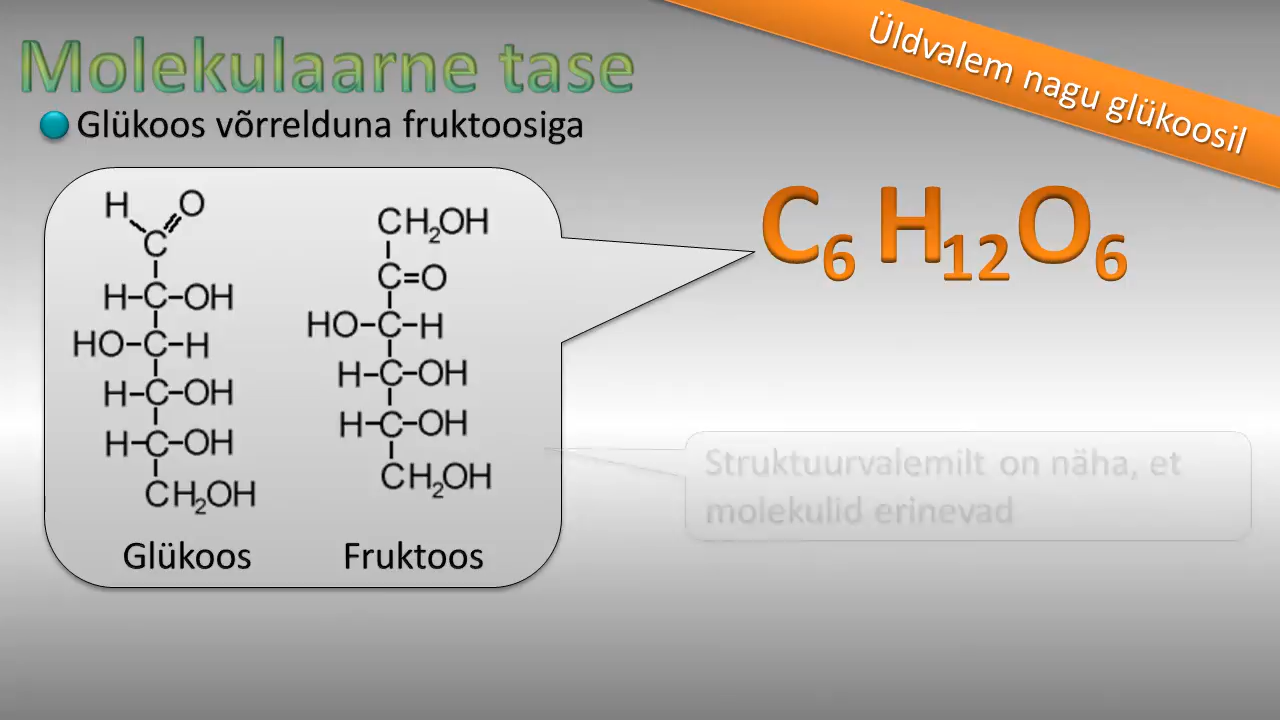 Molekulaarne tase
Üldvalem nagu glükoosil
Glükoos võrrelduna fruktoosiga
C6 H12O6
H O
C
H-C-OH
HO-C-H
H-C-OH
H-C-OH
CH2OH
Glükoos
CH2OH
C=O
HO-C-H
H-C-OH
H-C-OH
CH2OH
Fruktoos
Struktuurvalemilt on näha, et
molekulid erinevad